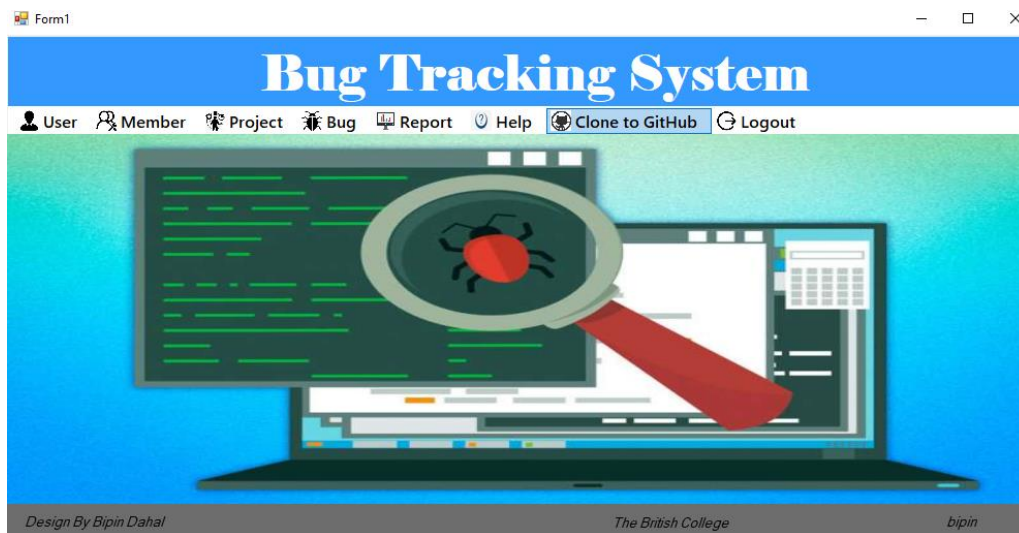 Form1
Bug Tracking System
User Member Project Bug Report Help Clone to GitHub Logout
Design By Bipin Dahal The British College bipin